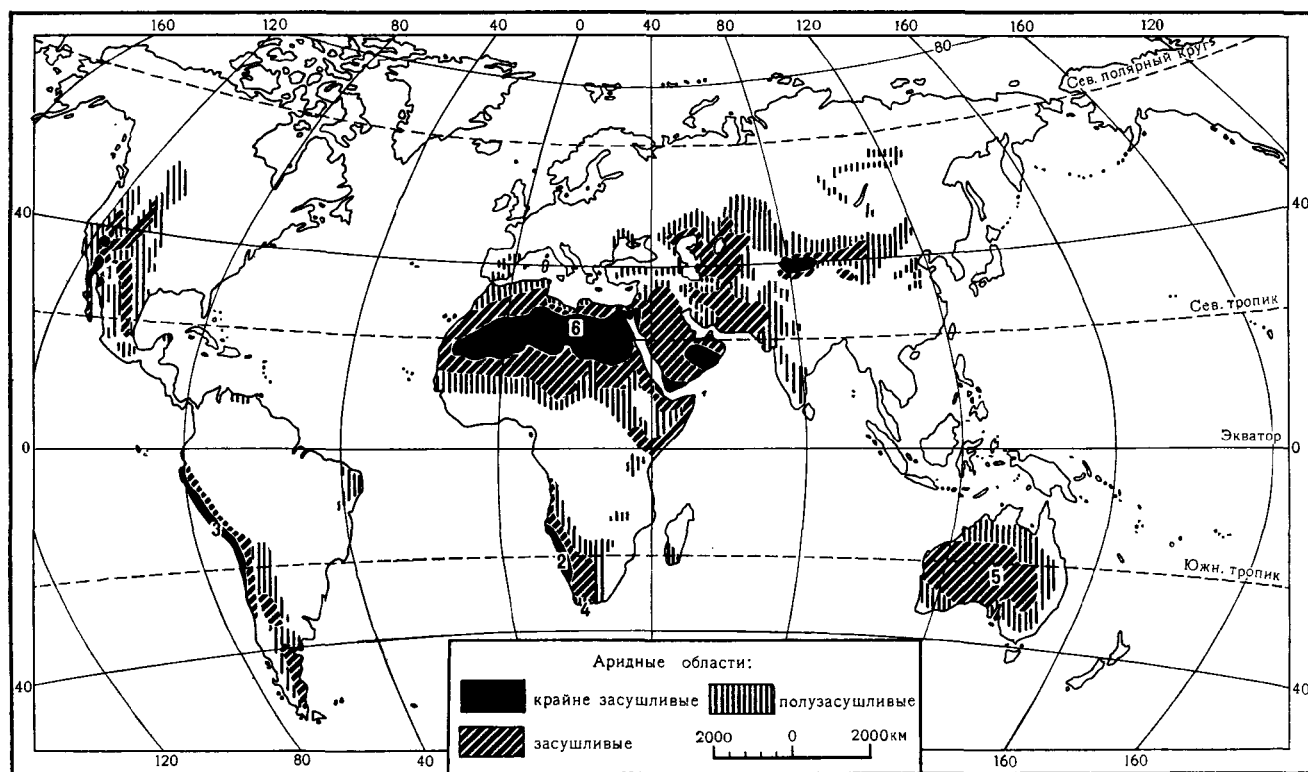 160 120 80 40 0 40 80 120 160 160 120
80
Сев. полярный круг
40 40
Сев. тропик
6
Экватор
0 0
3
2
Южн. тропик
5
4
40 40
Аридные области:
крайне засушливые полузасушливые
засушливые 2000 0 2000км
120 80 40 160 160